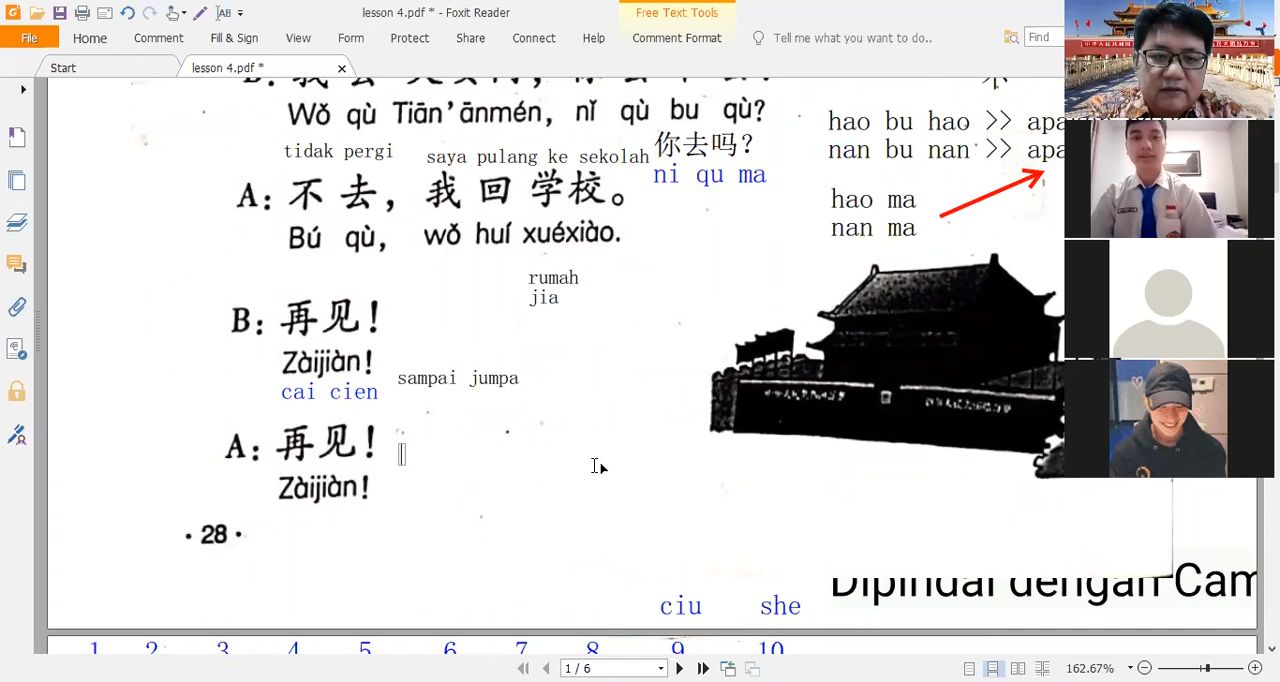 lesson 4.pdf * - Foxit Reader
Free Text Tools
File Home Comment Fill & Sign View Form Protect Share Connect Help Comment Format Tell me what you want to do.. Find
Start lesson 4.pdf *
Wǒ qù Tiān'ānmén, nǐ qù bu qù?
tidak pergi
saya pulang ke sekolah
你去吗?
ni qu ma
A: 不去, 我回学校。
Bú qù, wǒ huí xuéxiào.
rumah
jia
B: 再见!
Zàijiàn!
cai cien
sampai jumpa
A: 再见!
Zàijiàn!
· 28 ·
hao bu hao >> apa
nan bu nan >> apa
hao ma
nan ma
Dipindai dengan Cam
ciu she
1 2 3 4 5 6 7 8 9 10
1 / 6
162.67%